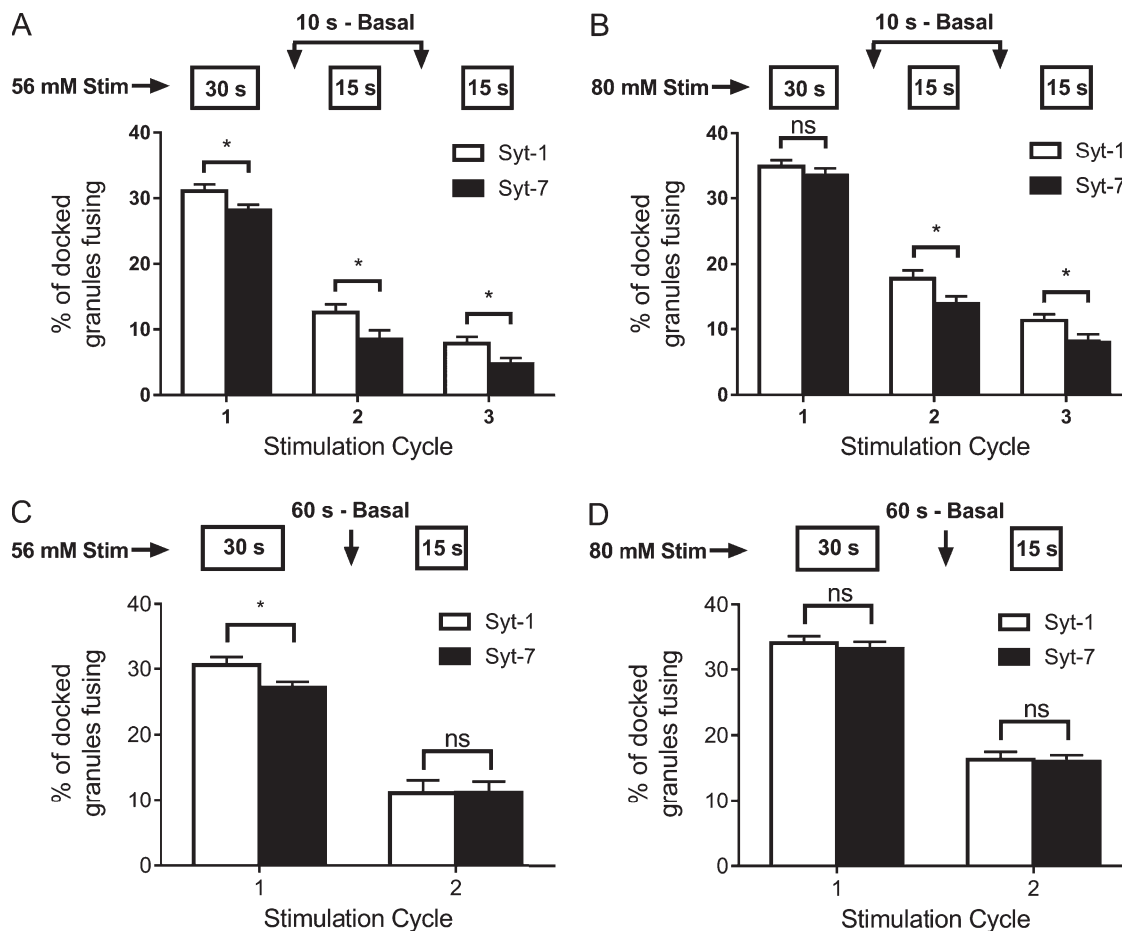 A
10 s - Basal
56 mM Stim
30 s
15 s
15 s
% of docked
granules fusing
40
30
20
10
0
*
*
*
Syt-1
Syt-7
1
2
3
Stimulation Cycle
B
10 s - Basal
80 mM Stim
30 s
15 s
15 s
% of docked
granules fusing
40
30
20
10
0
ns
*
*
Syt-1
Syt-7
1
2
3
Stimulation Cycle
C
60 s - Basal
56 mM Stim
30 s
15 s
% of docked
granules fusing
40
30
20
10
0
*
ns
Syt-1
Syt-7
1
2
Stimulation Cycle
D
60 s - Basal
80 mM Stim
30 s
15 s
% of docked
granules fusing
40
30
20
10
0
ns
ns
Syt-1
Syt-7
1
2
Stimulation Cycle